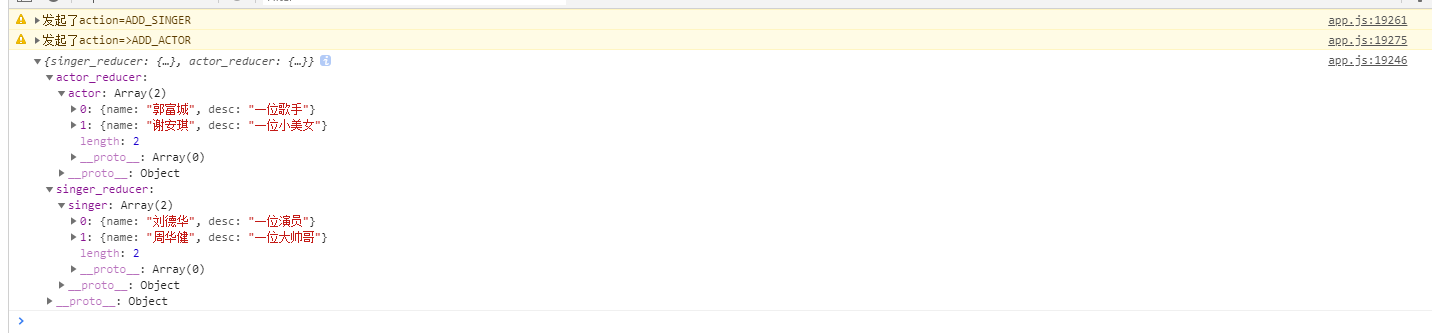 发起了action=ADD_SINGER app.js:19261
发起了action=>ADD_ACTOR app.js:19275
{singer_reducer: {…}, actor_reducer: {…}} app.js:19246
actor_reducer:
actor: Array(2)
0: {name: "郭富城", desc: "一位歌手"}
1: {name: "谢安琪", desc: "一位小美女"}
length: 2
__proto__: Array(0)
__proto__: Object
singer_reducer:
singer: Array(2)
0: {name: "刘德华", desc: "一位演员"}
1: {name: "周华健", desc: "一位大帅哥"}
length: 2
__proto__: Array(0)
__proto__: Object
__proto__: Object